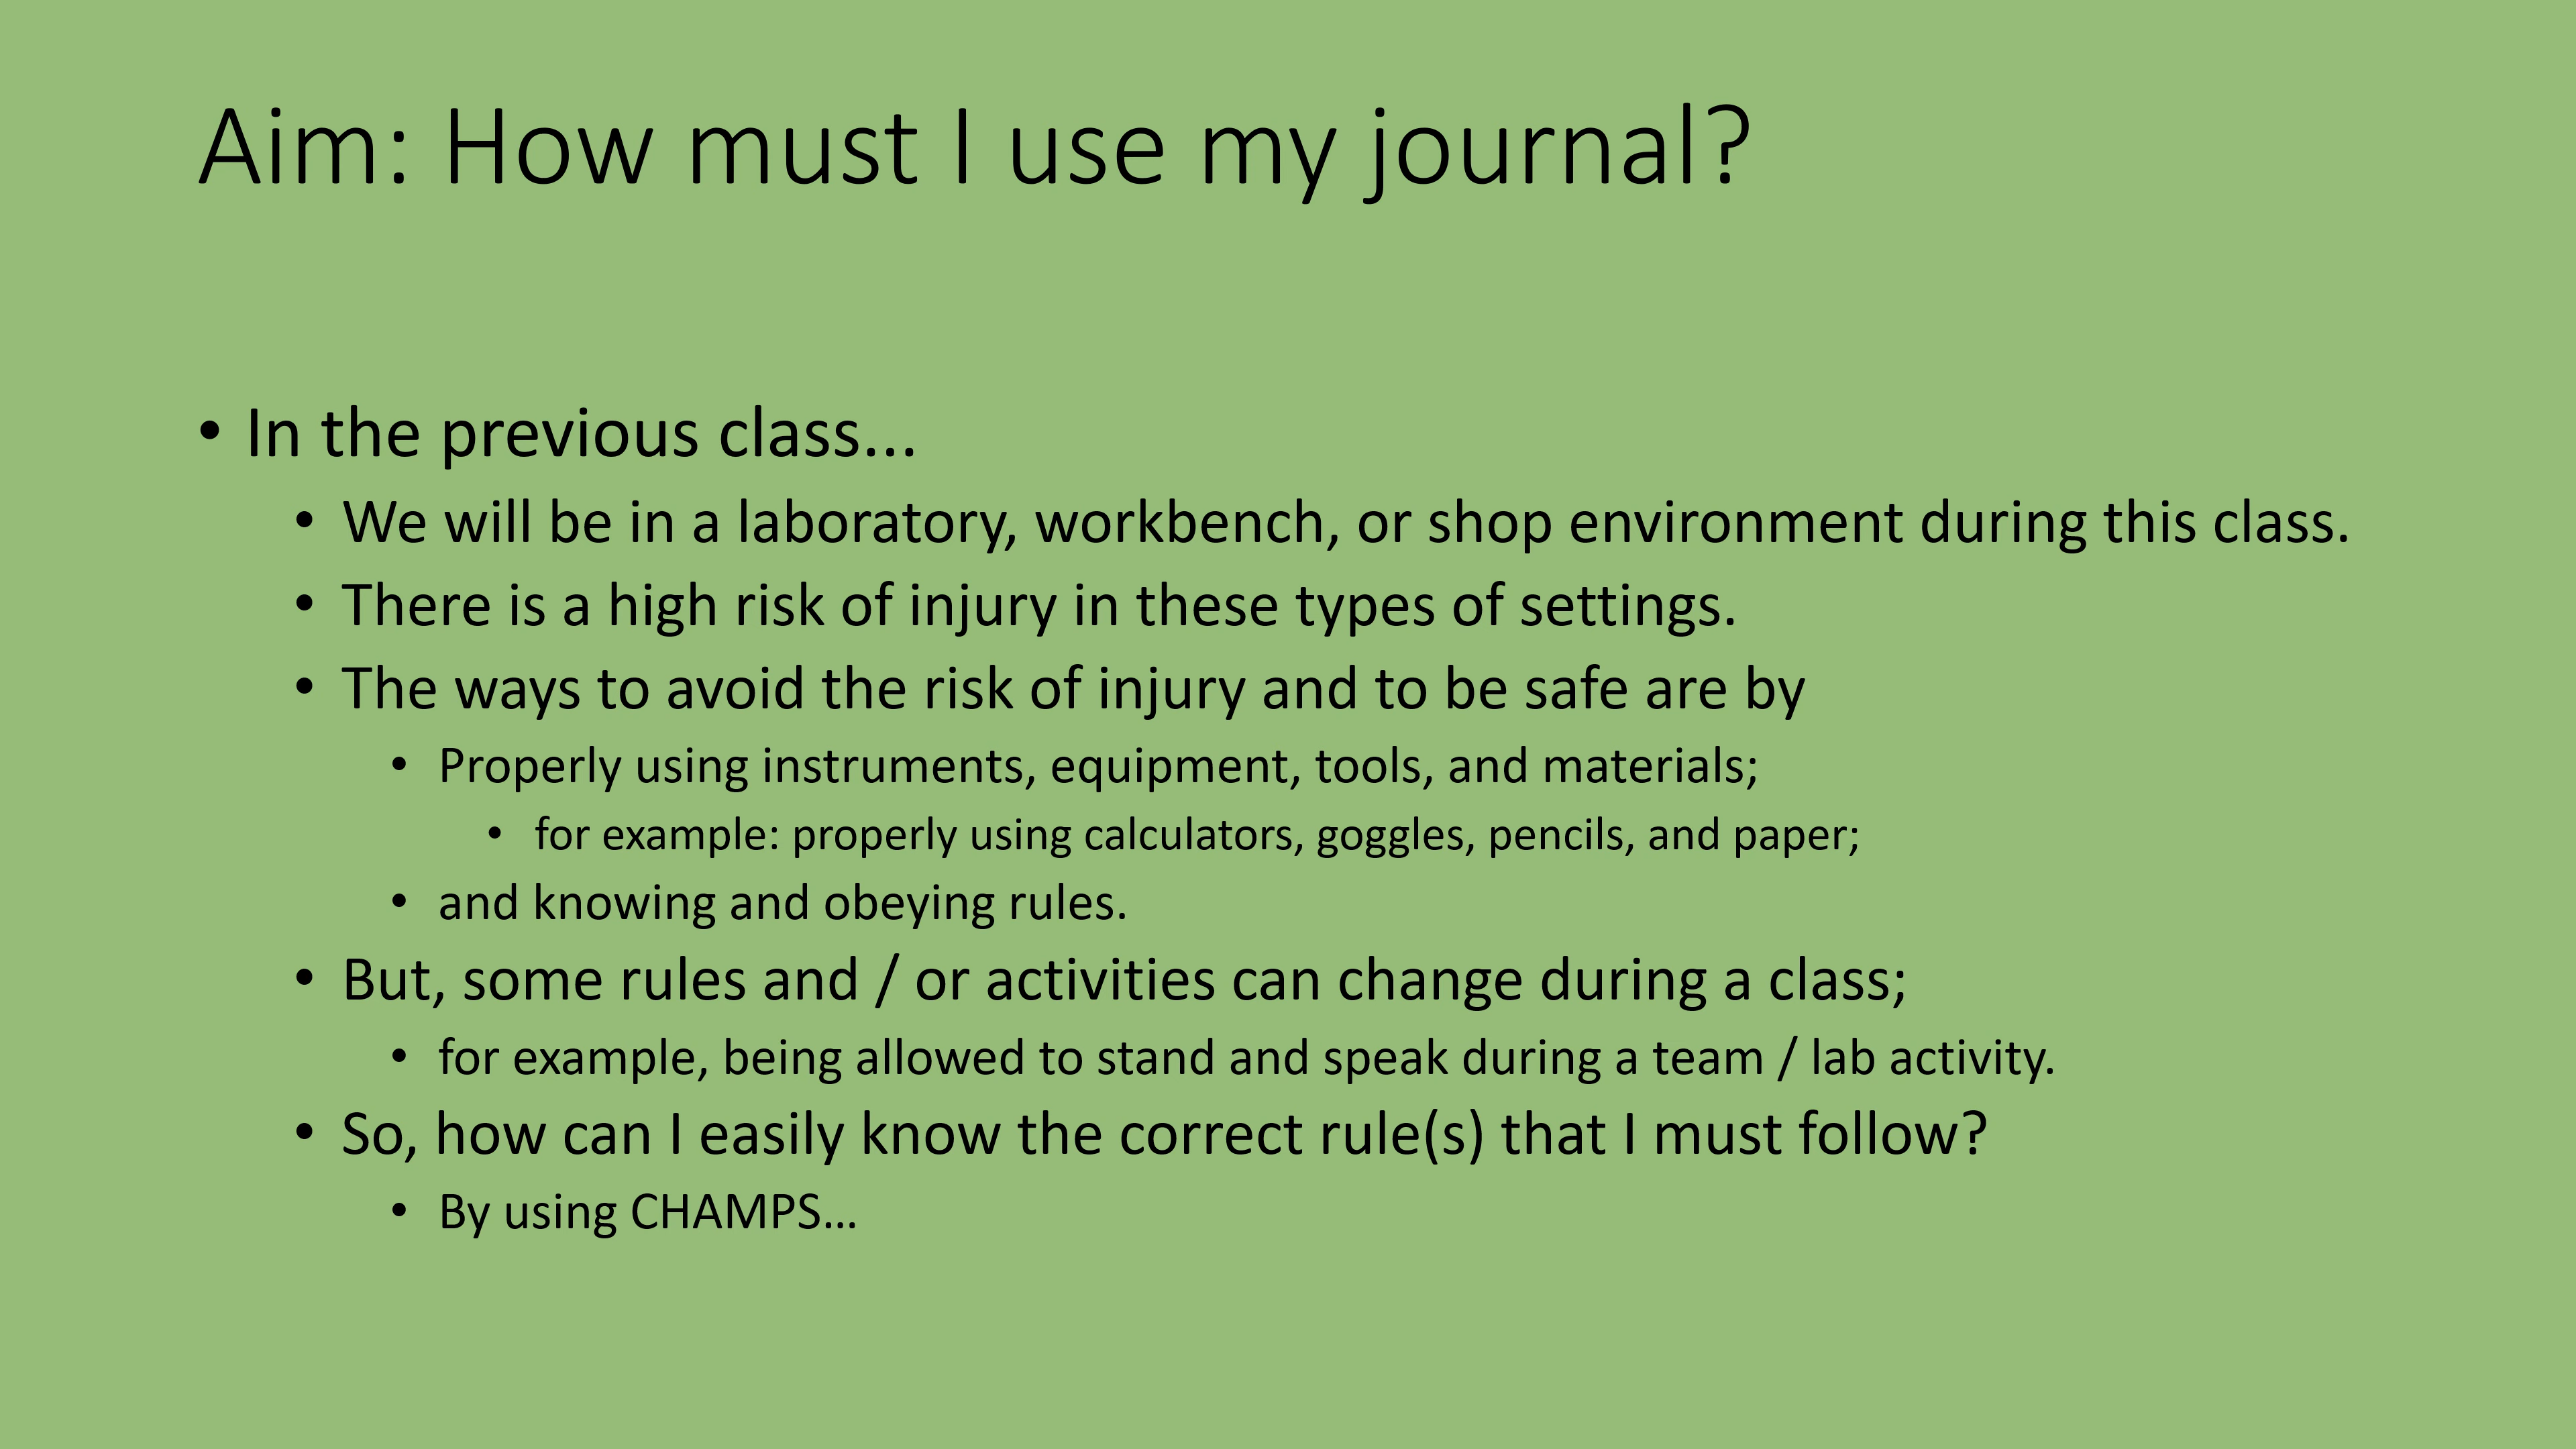 Aim: How must I use my journal?
• In the previous class...
• We will be in a laboratory, workbench, or shop environment during this class.
• There is a high risk of injury in these types of settings.
• The ways to avoid the risk of injury and to be safe are by
• Properly using instruments, equipment, tools, and materials;
• for example: properly using calculators, goggles, pencils, and paper;
• and knowing and obeying rules.
• But, some rules and / or activities can change during a class;
• for example, being allowed to stand and speak during a team / lab activity.
• So, how can I easily know the correct rule(s) that I must follow?
• By using CHAMPS…